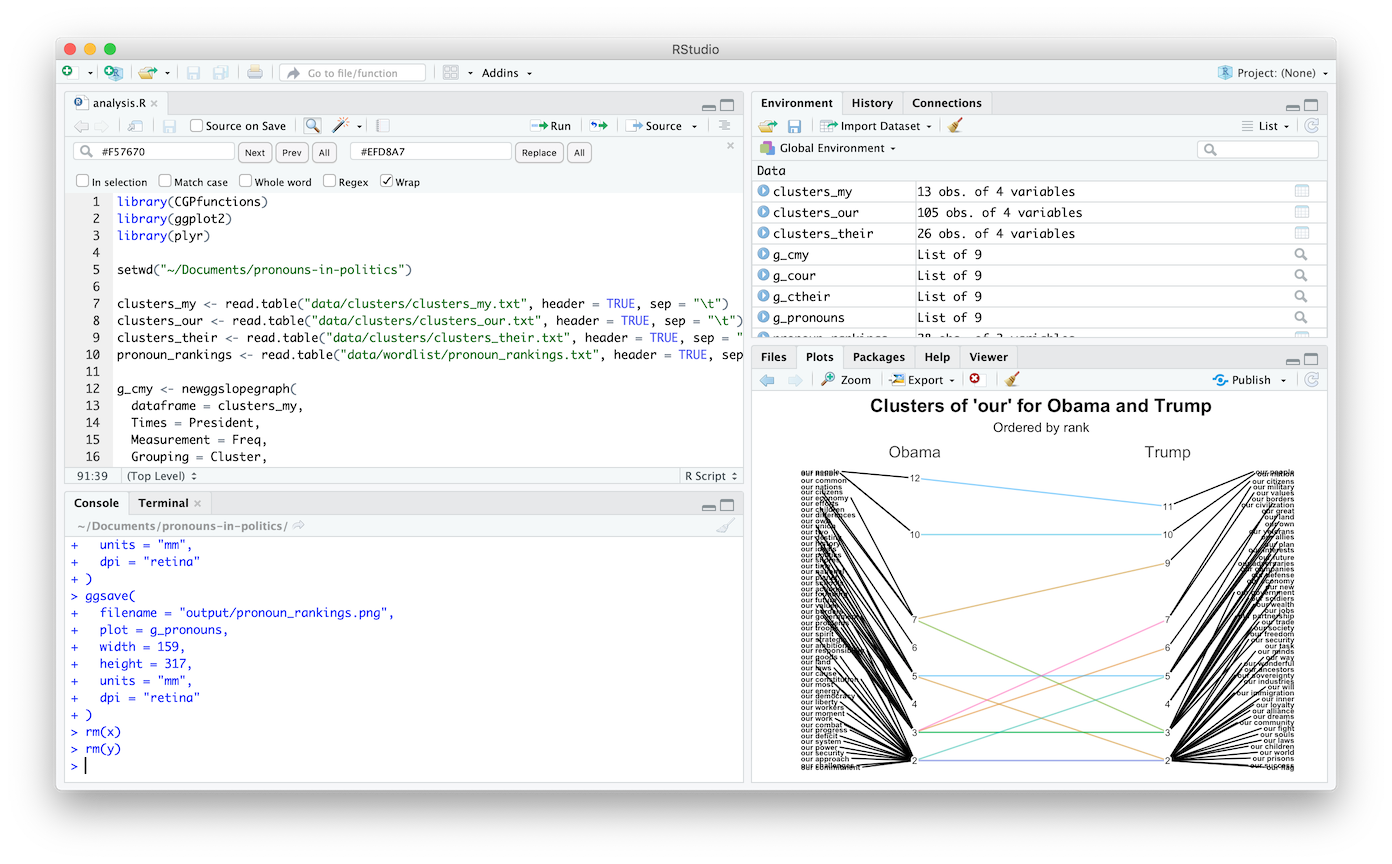 RStudio
Go to file/function
Addins
Project: (None)
analysis.R
Source on Save
Run
Source
#F57670
Next
Prev
All
#EFD8A7
Replace
All
In selection
Match case
Whole word
Regex
Wrap
1 library(CGPfunctions)
2 library(ggplot2)
3 library(plyr)
4
5 setwd("~/Documents/pronouns-in-politics")
6
7 clusters_my <- read.table("data/clusters/clusters_my.txt", header = TRUE, sep = "\t")
8 clusters_our <- read.table("data/clusters/clusters_our.txt", header = TRUE, sep = "\t")
9 clusters_their <- read.table("data/clusters/clusters_their.txt", header = TRUE, sep = "
10 pronoun_rankings <- read.table("data/wordlist/pronoun_rankings.txt", header = TRUE, sep
11
12 g_cmy <- newggslopegraph(
13 dataframe = clusters_my,
14 Times = President,
15 Measurement = Freq,
16 Grouping = Cluster,
91:39 (Top Level) R Script
Console Terminal
~/Documents/pronouns-in-politics/
+ units = "mm",
+ dpi = "retina"
+ )
> ggsave(
+ filename = "output/pronoun_rankings.png",
+ plot = g_pronouns,
+ width = 159,
+ height = 317,
+ units = "mm",
+ dpi = "retina"
+ )
> rm(x)
> rm(y)
>
Environment History Connections
Import Dataset
List
Global Environment
Data
clusters_my 13 obs. of 4 variables
clusters_our 105 obs. of 4 variables
clusters_their 26 obs. of 4 variables
g_cmy List of 9
g_cour List of 9
g_ctheir List of 9
g_pronouns List of 9
Files Plots Packages Help Viewer
Zoom
Export
Publish
Clusters of 'our' for Obama and Trump
Ordered by rank
Obama
Trump
our people
our common
our nations
our citizens
our economy
our children
our differences
our own
our responsibility
our goods
our land
our laws
our cause
our constitution
our most
our energy
our democracy
our liberty
our workers
our moment
our work
our combat
our progress
our deficit
our system
our power
our security
our approach
our challenges
our commitment
12
10
7
6
5
4
3
2
11
10
9
7
6
5
4
3
2
our people
our nation
our citizens
our military
our values
our borders
our civilization
our great
our land
our own
our allies
our plan
our interests
our future
our companies
our defense
our economy
our new
our government
our soldiers
our wealth
our jobs
our partnership
our trade
our society
our freedom
our security
our task
our minds
our way
our wonderful
our ancestors
our sovereignty
our industries
our will
our immigration
our inner
our loyalty
our alliance
our dreams
our community
our fight
our souls
our laws
our children
our world
our prisons
our success
our flag